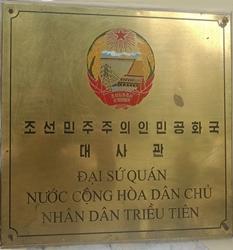 조선민주주의인민공화국
대사관
ĐẠI SỨ QUÁN
NƯỚC CỘNG HÒA DÂN CHỦ
NHÂN DÂN TRIỀU TIÊN